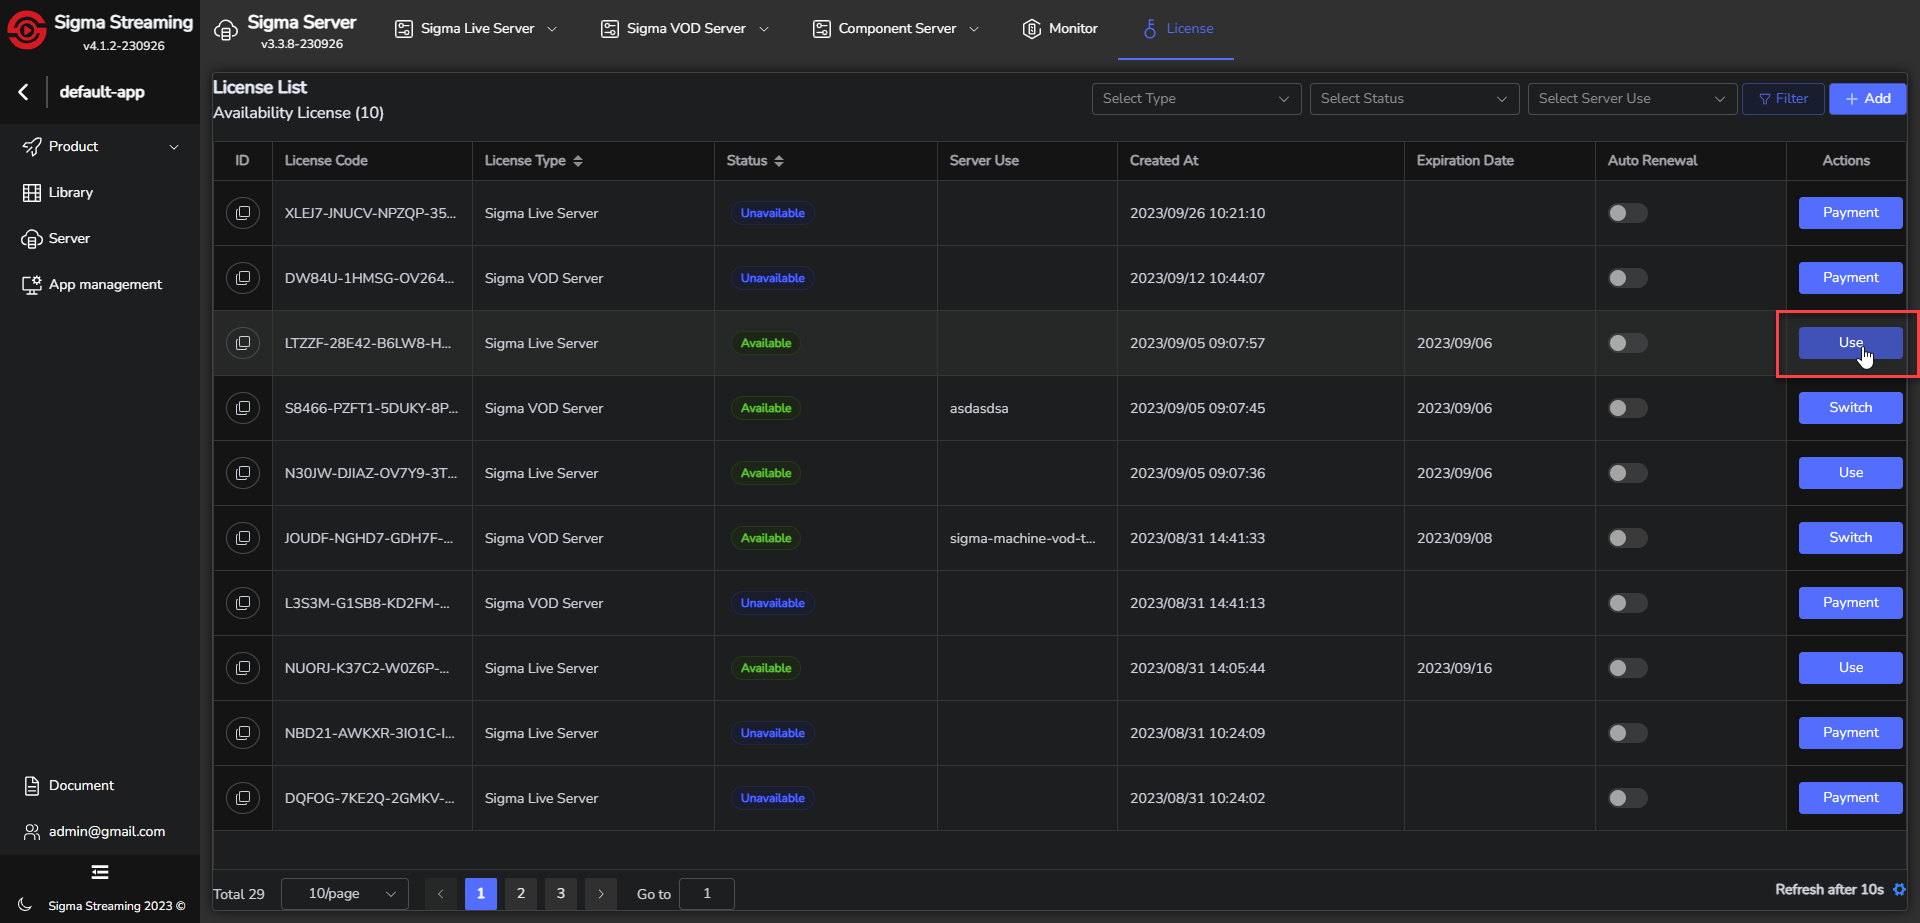 Sigma Streaming
v4.1.2-230926
Sigma Server
v3.3.8-230926
Sigma Live Server
Sigma VOD Server
Component Server
Monitor
License
default-app
Product
Library
Server
App management
Document
admin@gmail.com
Sigma Streaming 2023 ©
License List
Availability License (10)
Select Type
Select Status
Select Server Use
Filter
Add
ID License Code License Type Status Server Use Created At Expiration Date Auto Renewal Actions
XLEJ7-JNUCV-NPZQP-35... Sigma Live Server Unavailable 2023/09/26 10:21:10 Payment
DW84U-1HMSG-OV264... Sigma VOD Server Unavailable 2023/09/12 10:44:07 Payment
LTZZF-28E42-B6LW8-H... Sigma Live Server Available 2023/09/05 09:07:57 2023/09/06 Use
S8466-PZFT1-5DUKY-8P... Sigma VOD Server Available asdasdsa 2023/09/05 09:07:45 2023/09/06 Switch
N30JW-DJIAZ-OV7Y9-3T... Sigma Live Server Available 2023/09/05 09:07:36 2023/09/06 Use
JOUDF-NGHD7-GDH7F-... Sigma VOD Server Available sigma-machine-vod-t... 2023/08/31 14:41:33 2023/09/08 Switch
L3S3M-G1SB8-KD2FM-... Sigma VOD Server Unavailable 2023/08/31 14:41:13 Payment
NUORJ-K37C2-W0Z6P-... Sigma Live Server Available 2023/08/31 14:05:44 2023/09/16 Use
NBD21-AWKXR-3IO1C-I... Sigma Live Server Unavailable 2023/08/31 10:24:09 Payment
DQFOG-7KE2Q-2GMKV-... Sigma Live Server Unavailable 2023/08/31 10:24:02 Payment
Total 29 10/page 1 2 3 Go to 1
Refresh after 10s